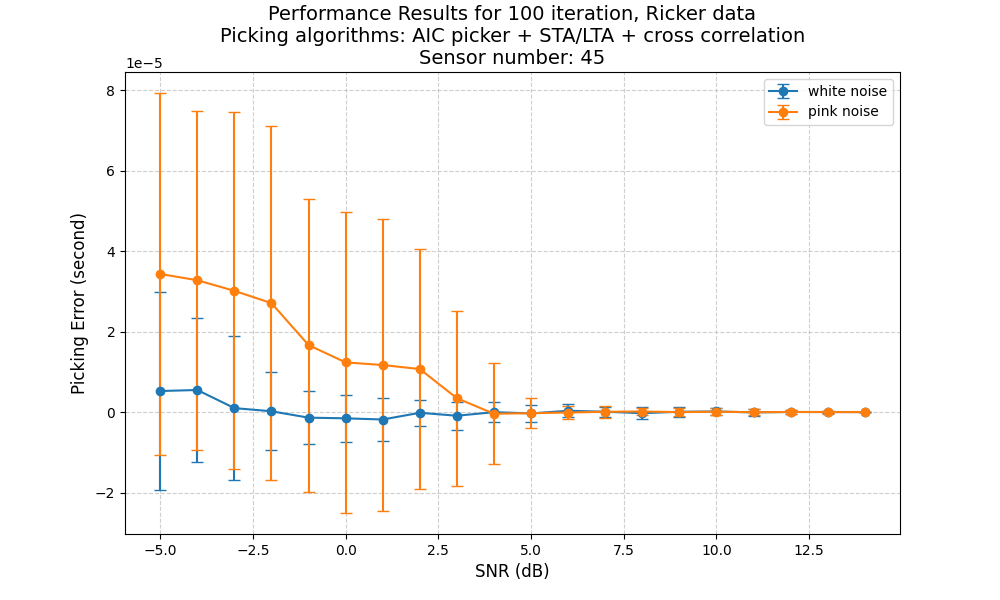 Performance Results for 100 iteration, Ricker data
Picking algorithms: AIC picker + STA/LTA + cross correlation
Sensor number: 45
1e−5
white noise
pink noise
8
6
4
2
0
−2
Picking Error (second)
−5.0 −2.5 0.0 2.5 5.0 7.5 10.0 12.5
SNR (dB)